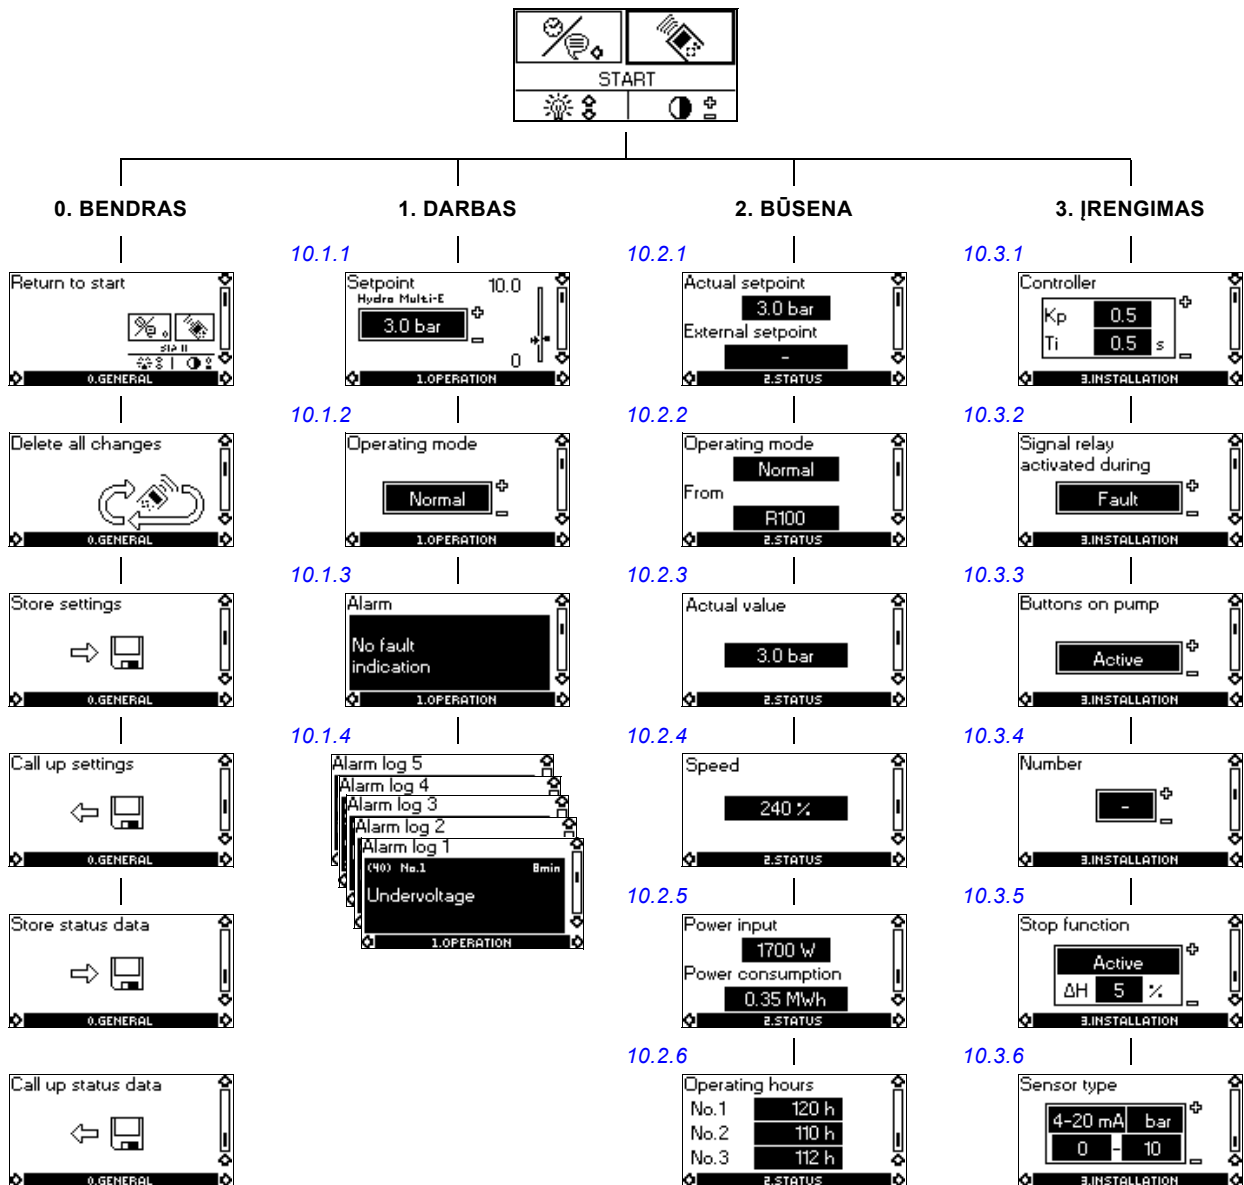 START
0. BENDRAS
Return to start
START
0.GENERAL
Delete all changes
0.GENERAL
Store settings
0.GENERAL
Call up settings
0.GENERAL
Store status data
0.GENERAL
Call up status data
0.GENERAL
1. DARBAS
10.1.1
Setpoint 10.0
Hydro Multi-E
3.0 bar
0
1.OPERATION
10.1.2
Operating mode
Normal
1.OPERATION
10.1.3
Alarm
No fault
indication
1.OPERATION
10.1.4
Alarm log 5
Alarm log 4
Alarm log 3
Alarm log 2
Alarm log 1
(40) No.1 8min
Undervoltage
1.OPERATION
2. BŪSENA
10.2.1
Actual setpoint
3.0 bar
External setpoint
-
2.STATUS
10.2.2
Operating mode
Normal
From
R100
2.STATUS
10.2.3
Actual value
3.0 bar
2.STATUS
10.2.4
Speed
240 %
2.STATUS
10.2.5
Power input
1700 W
Power consumption
0.35 MWh
2.STATUS
10.2.6
Operating hours
No.1 120 h
No.2 110 h
No.3 112 h
2.STATUS
3. ĮRENGIMAS
10.3.1
Controller
Kp 0.5
Ti 0.5 s
3.INSTALLATION
10.3.2
Signal relay
activated during
Fault
3.INSTALLATION
10.3.3
Buttons on pump
Active
3.INSTALLATION
10.3.4
Number
-
3.INSTALLATION
10.3.5
Stop function
Active
ΔH 5 %
3.INSTALLATION
10.3.6
Sensor type
4-20 mA bar
0 - 10
3.INSTALLATION